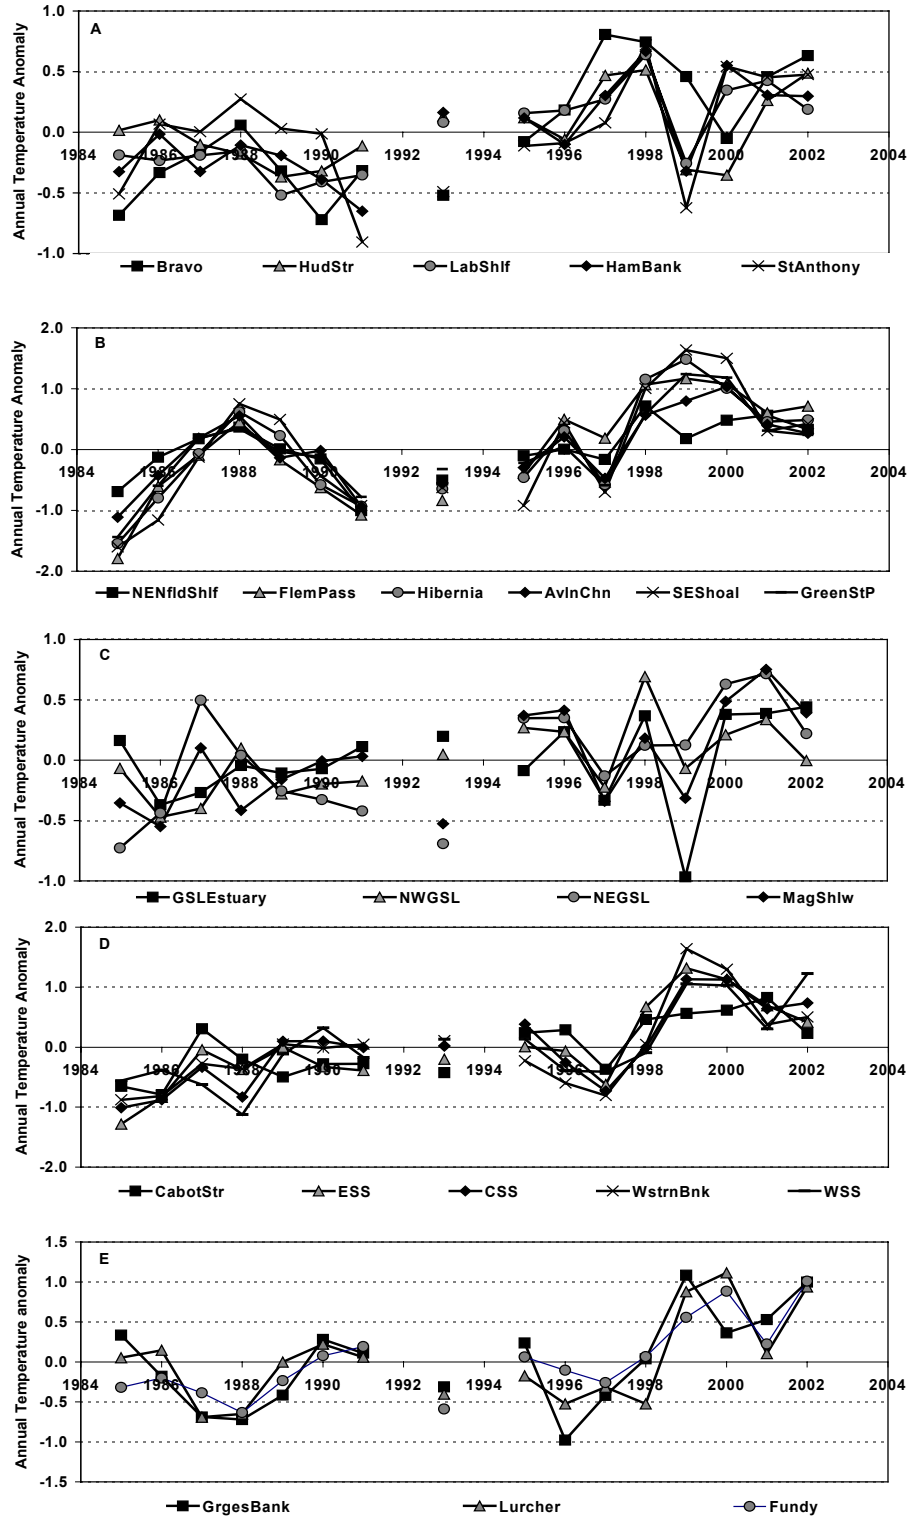 A
Annual Temperature Anomaly
1.0
0.5
0.0
-0.5
-1.0
1984 1986 1988 1990 1992 1994 1996 1998 2000 2002 2004
Bravo HudStr LabShlf HamBank StAnthony
B
Annual Temperature Anomaly
2.0
1.0
0.0
-1.0
-2.0
1984 1986 1988 1990 1992 1994 1996 1998 2000 2002 2004
NENfldShlf FlemPass Hibernia AvlnChn SEShoal GreenStP
C
Annual Temperature Anomaly
1.0
0.5
0.0
-0.5
-1.0
1984 1986 1988 1990 1992 1994 1996 1998 2000 2002 2004
GSLEstuary NWGSL NEGSL MagShlw
D
Annual Temperature Anomaly
2.0
1.0
0.0
-1.0
-2.0
1984 1986 1988 1990 1992 1994 1996 1998 2000 2002 2004
CabotStr ESS CSS WstrnBnk WSS
E
Annual Temperature anomaly
1.5
1.0
0.5
0.0
-0.5
-1.0
-1.5
1984 1986 1988 1990 1992 1994 1996 1998 2000 2002 2004
GrgesBank Lurcher Fundy